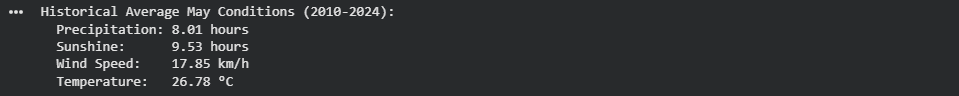 Historical Average May Conditions (2010-2024):
Precipitation: 8.01 hours
Sunshine: 9.53 hours
Wind Speed: 17.85 km/h
Temperature: 26.78 °C